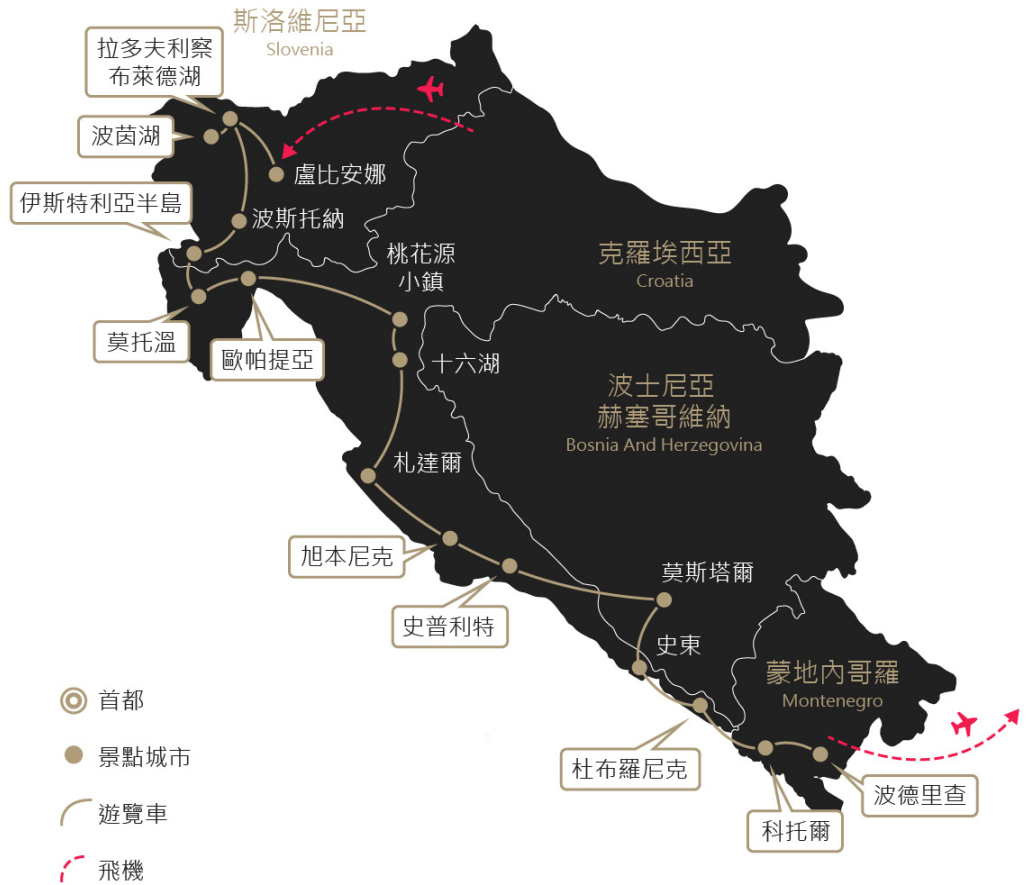 斯洛維尼亞
Slovenia
拉多夫利察
布萊德湖
波茵湖
盧比安娜
伊斯特利亞半島
波斯托納
桃花源
小鎮
克羅埃西亞
Croatia
莫托溫
歐帕提亞
十六湖
波士尼亞
赫塞哥維納
Bosnia And Herzegovina
札達爾
旭本尼克
莫斯塔爾
史普利特
史東
蒙地內哥羅
Montenegro
首都
景點城市
杜布羅尼克
波德里查
遊覽車
科托爾
飛機